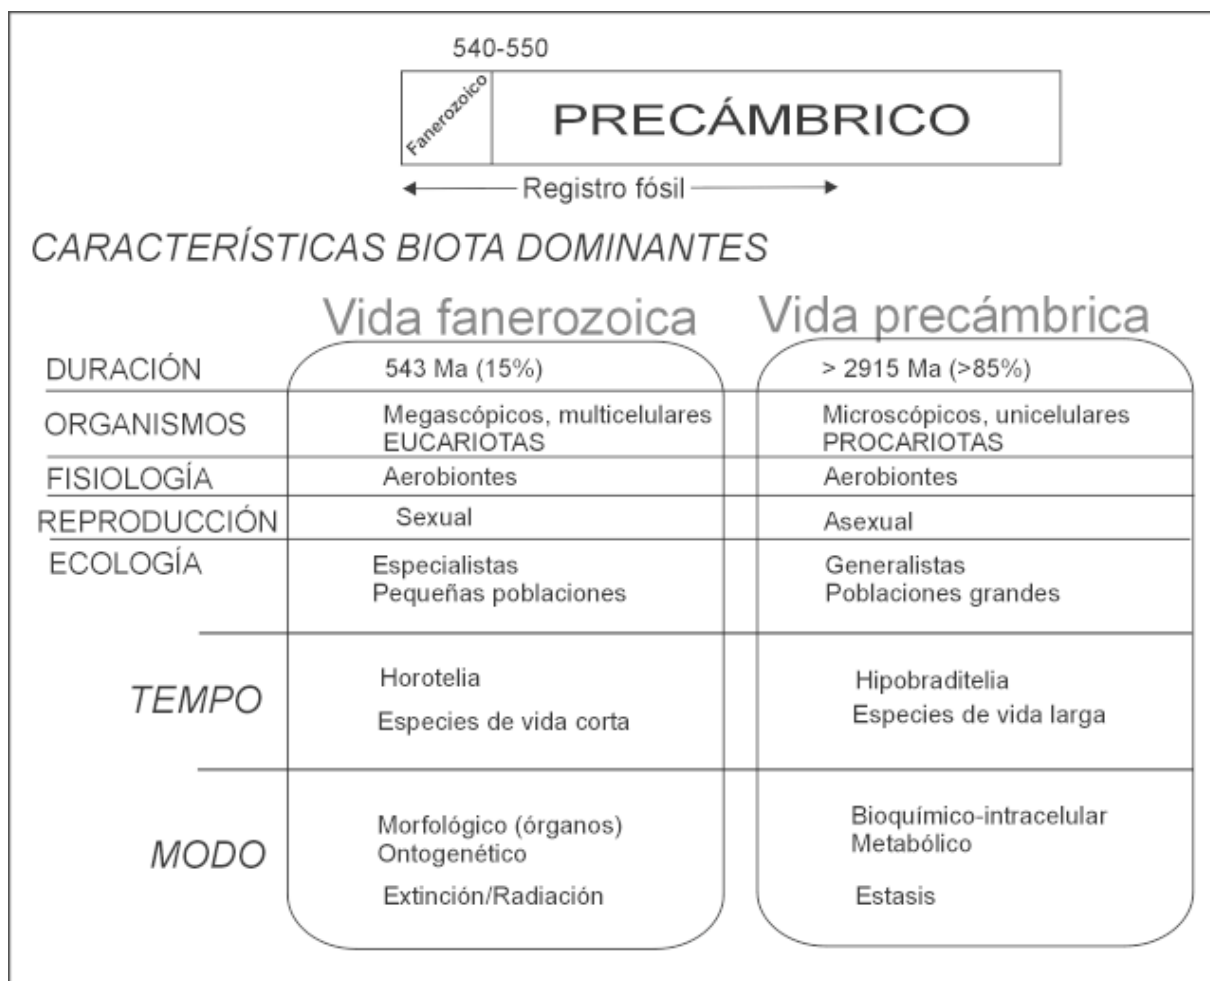 540-550
Fanerozoico
PRECÁMBRICO
Registro fósil
CARACTERÍSTICAS BIOTA DOMINANTES
Vida fanerozoica
Vida precámbrica
DURACIÓN
543 Ma (15%)
> 2915 Ma (>85%)
ORGANISMOS
Megascópicos, multicelulares
EUCARIOTAS
Microscópicos, unicelulares
PROCARIOTAS
FISIOLOGÍA
Aerobiontes
Aerobiontes
REPRODUCCIÓN
Sexual
Asexual
ECOLOGÍA
Especialistas
Pequeñas poblaciones
Generalistas
Poblaciones grandes
TEMPO
Horotelia
Especies de vida corta
Hipobraditelia
Especies de vida larga
MODO
Morfológico (órganos)
Ontogenético
Extinción/Radiación
Bioquímico-intracelular
Metabólico
Estasis